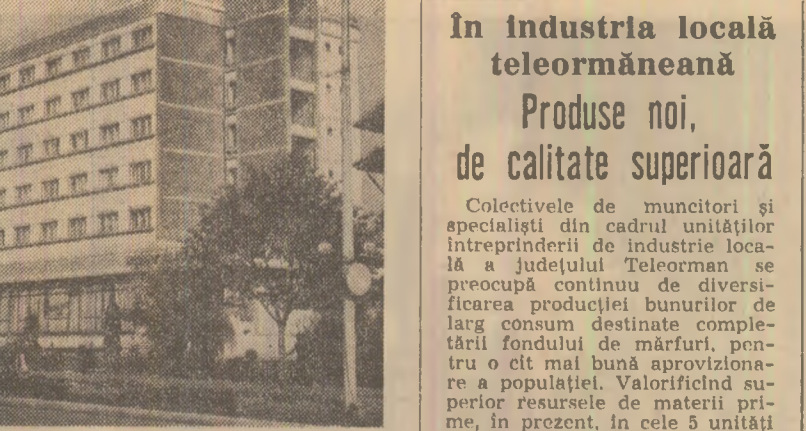 În industria locală
teleormăneană
Produse noi,
de calitate superioară
Colectivele de muncitori și
specialiști din cadrul unităților
întreprinderii de industrie loca-
lă a județului Teleorman se
preocupă continuu de diversi-
ficarea producției bunurilor de
larg consum destinate comple-
tării fondului de mărfuri, pen-
tru o cît mai bună aproviziona-
re a populației. Valorificînd su-
perior resursele de materii pri-
me, în prezent, în cele 5 unități